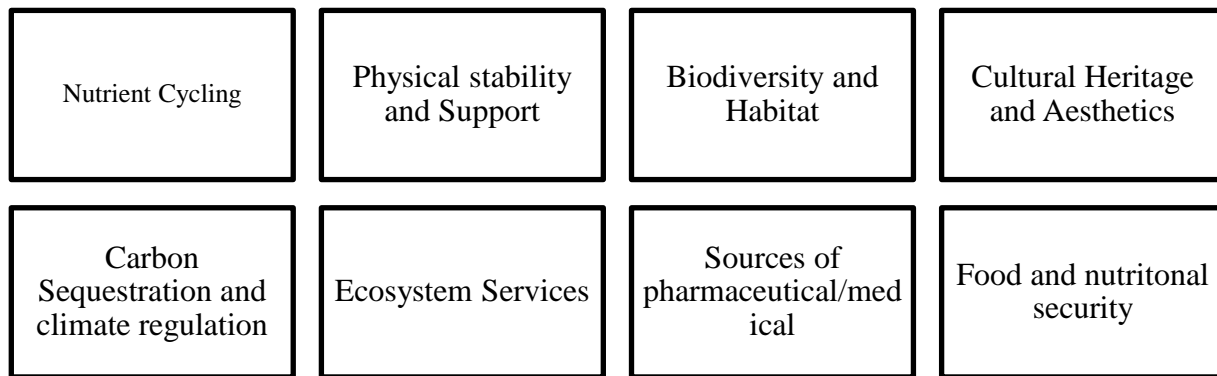 Nutrient Cycling
Physical stability
and Support
Biodiversity and
Habitat
Cultural Heritage
and Aesthetics
Carbon
Sequestration and
climate regulation
Ecosystem Services
Sources of
pharmaceutical/med
ical
Food and nutritonal
security